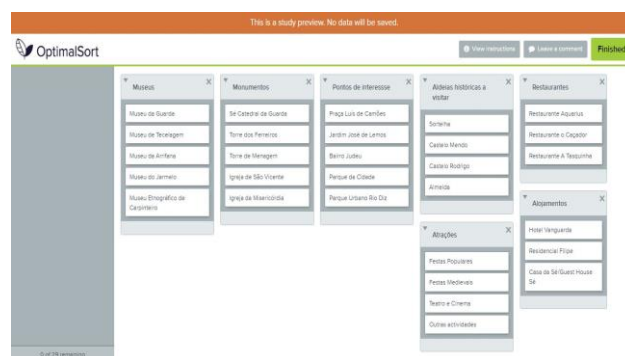 This is a study preview. No data will be saved.
OptimalSort
View instructions
Leave a comment
Finished
Museus
Museu da Guarda
Museu de Tecelagem
Museu da Arrifana
Museu do Jarmelo
Museu Etnográfico de
Carpinteiro
Monumentos
Sé Catedral da Guarda
Torre dos Ferreiros
Torre de Menagem
Igreja de São Vicente
Igreja da Misericórdia
Pontos de interessse
Praça Luís de Camões
Jardim José de Lemos
Bairro Judeu
Parque da Cidade
Parque Urbano Rio Diz
Aldeias históricas a
visitar
Sortelha
Castelo Mendo
Castelo Rodrigo
Almeida
Atrações
Festas Populares
Festas Medievais
Teatro e Cinema
Outras actividades
Restaurantes
Restaurante Aquarius
Restaurante o Caçador
Restaurante A Tasquinha
Alojamentos
Hotel Vanguarda
Residencial Filipe
Casa da Sé/Guest House
Sé
0 of 29 remaining